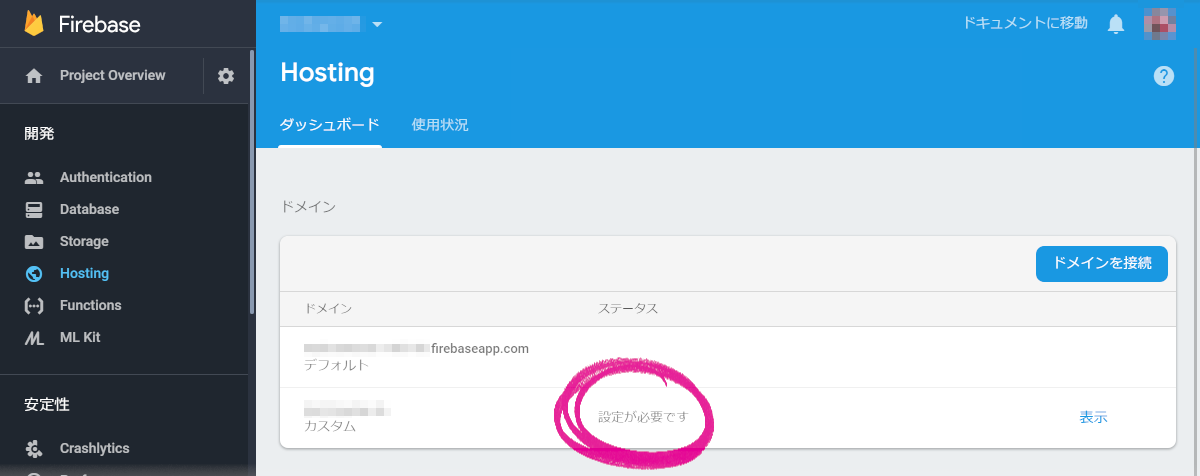 Firebase
ドキュメントに移動
Project Overview
Hosting
開発
ダッシュボード
使用状況
Authentication
Database
Storage
Hosting
Functions
ML Kit
安定性
Crashlytics
ドメイン
ドメインを接続
ドメイン
ステータス
firebaseapp.com
デフォルト
設定が必要です
カスタム
表示